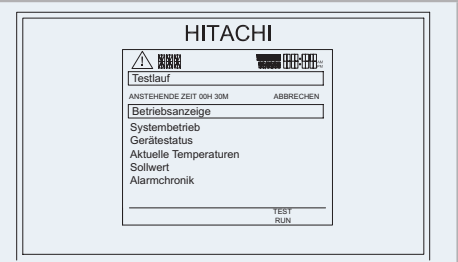 HITACHI
Testlauf
ANSTEHENDE ZEIT 00H 30M ABBRECHEN
Betriebsanzeige
Systembetrieb
Gerätestatus
Aktuelle Temperaturen
Sollwert
Alarmchronik
TEST
RUN